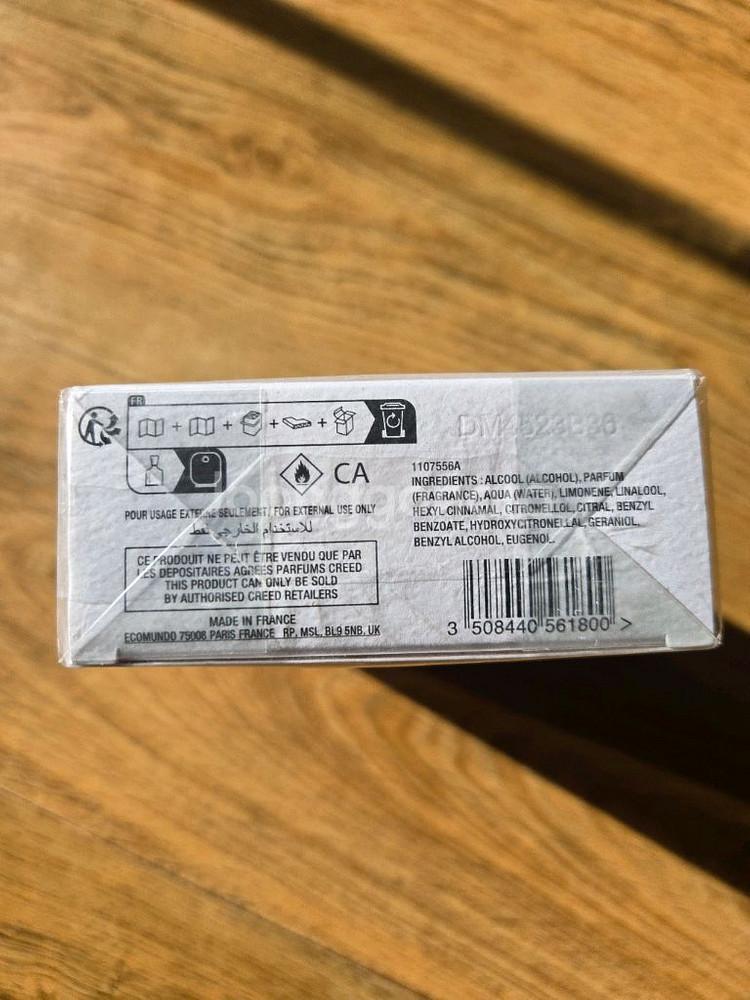 FR
CA
POUR USAGE EXTERNE SEULEMENT / FOR EXTERNAL USE ONLY
للاستخدام الخارجي فقط
CE PRODUIT NE PEUT ÊTRE VENDU QUE PAR
LES DÉPOSITAIRES AGRÉÉS PARFUMS CREED
THIS PRODUCT CAN ONLY BE SOLD
BY AUTHORISED CREED RETAILERS
MADE IN FRANCE
ECOMUNDO 75008 PARIS FRANCE RP, MSL, BL9 5NB, UK
1107556A
INGREDIENTS : ALCOOL (ALCOHOL), PARFUM
(FRAGRANCE), AQUA (WATER), LIMONENE, LINALOOL,
HEXYL CINNAMAL, CITRONELLOL, CITRAL, BENZYL
BENZOATE, HYDROXYCITRONELLAL, GERANIOL,
BENZYL ALCOHOL, EUGENOL.
3 508440 561800 >